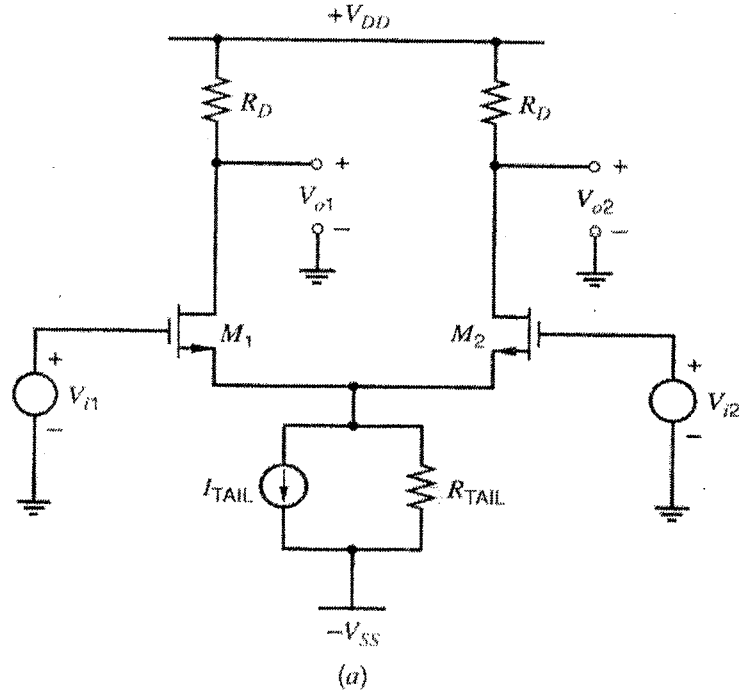 +V_DD
R_D
R_D
+
+
V_o1
V_o2
−
−
M_1
M_2
+
+
V_i1
V_i2
−
−
I_TAIL
R_TAIL
−V_SS
(a)